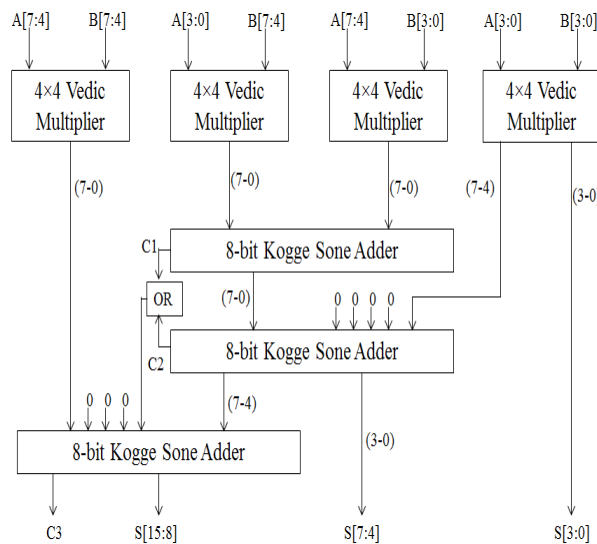 A[7:4] B[7:4] A[3:0] B[7:4] A[7:4] B[3:0] A[3:0] B[3:0]
4×4 Vedic Multiplier
4×4 Vedic Multiplier
4×4 Vedic Multiplier
4×4 Vedic Multiplier
(7-0) (7-0) (7-0) (7-4) (3-0
C1 8-bit Kogge Sone Adder
OR (7-0) 0 0 0 0
C2 8-bit Kogge Sone Adder
0 0 0 (7-4)
8-bit Kogge Sone Adder (3-0)
C3 S[15:8] S[7:4] S[3:0]